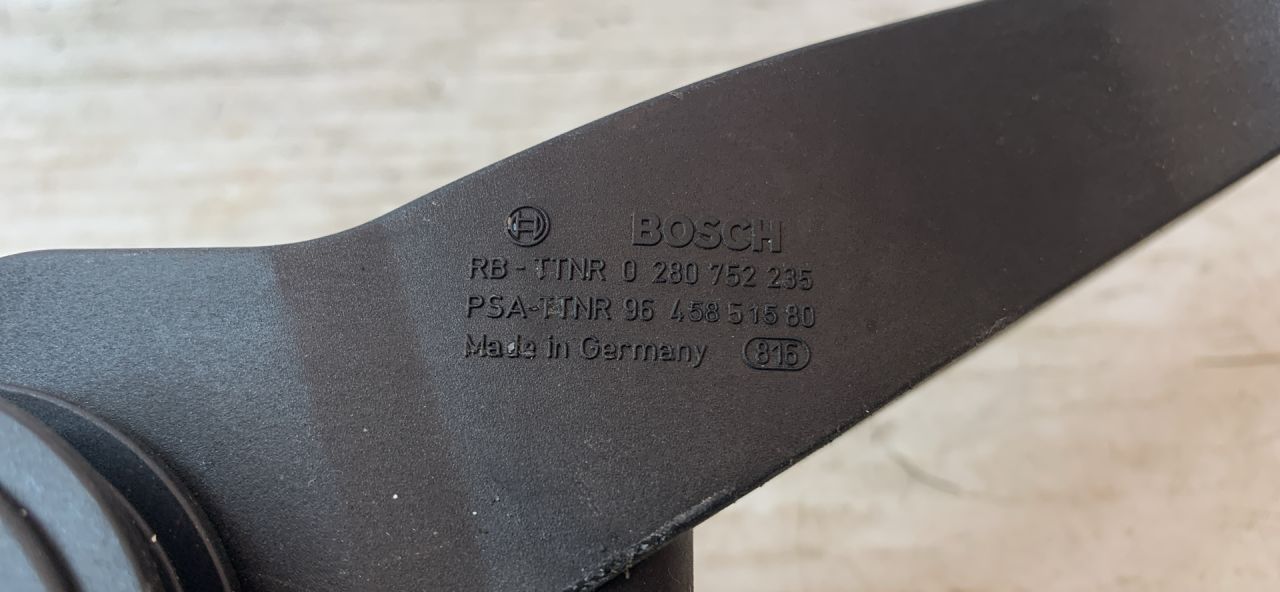 BOSCH
RB - TTNR 0 280 752 235
PSA-TTNR 96 458 515 80
Made in Germany 816